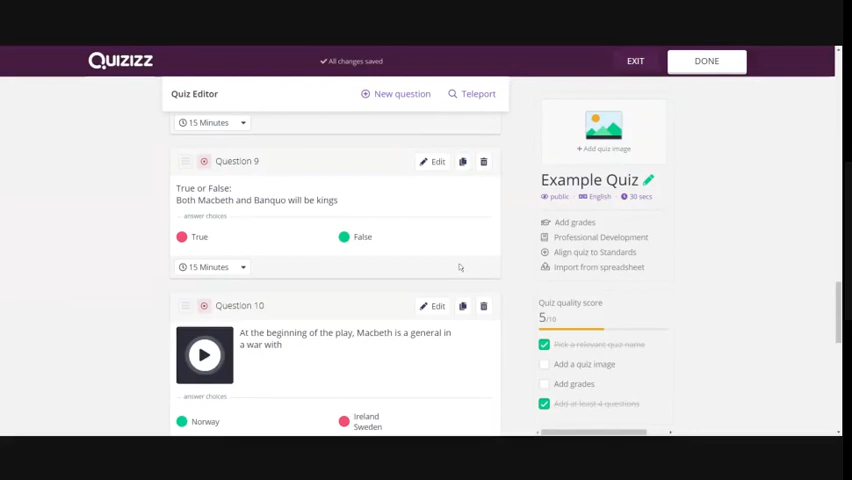 QUIZIZZ
All changes saved
EXIT
DONE
Quiz Editor
New question
Teleport
15 Minutes
Question 9
Edit
True or False:
Both Macbeth and Banquo will be kings
answer choices
True
False
15 Minutes
Question 10
Edit
At the beginning of the play, Macbeth is a general in
a war with
answer choices
Norway
Ireland
Sweden
+ Add quiz image
Example Quiz
public
English
30 secs
Add grades
Professional Development
Align quiz to Standards
Import from spreadsheet
Quiz quality score
5/10
Pick a relevant quiz name
Add a quiz image
Add grades
Add at least 4 questions